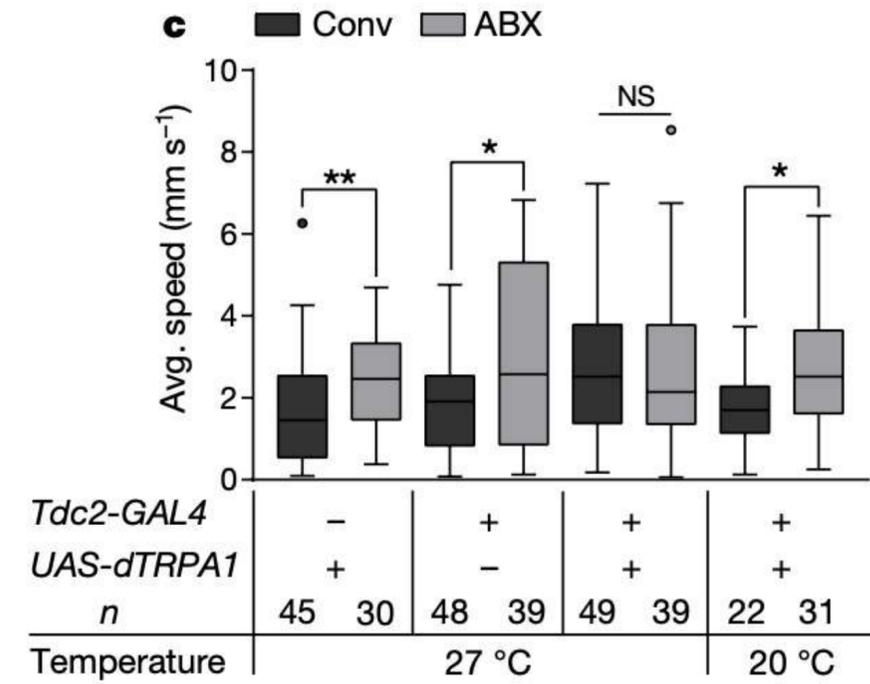 c Conv ABX
Avg. speed (mm s⁻¹)
10
8
6
4
2
0
** * NS *
Tdc2-GAL4 − + + +
UAS-dTRPA1 + − + +
n 45 30 48 39 49 39 22 31
Temperature 27 °C 20 °C